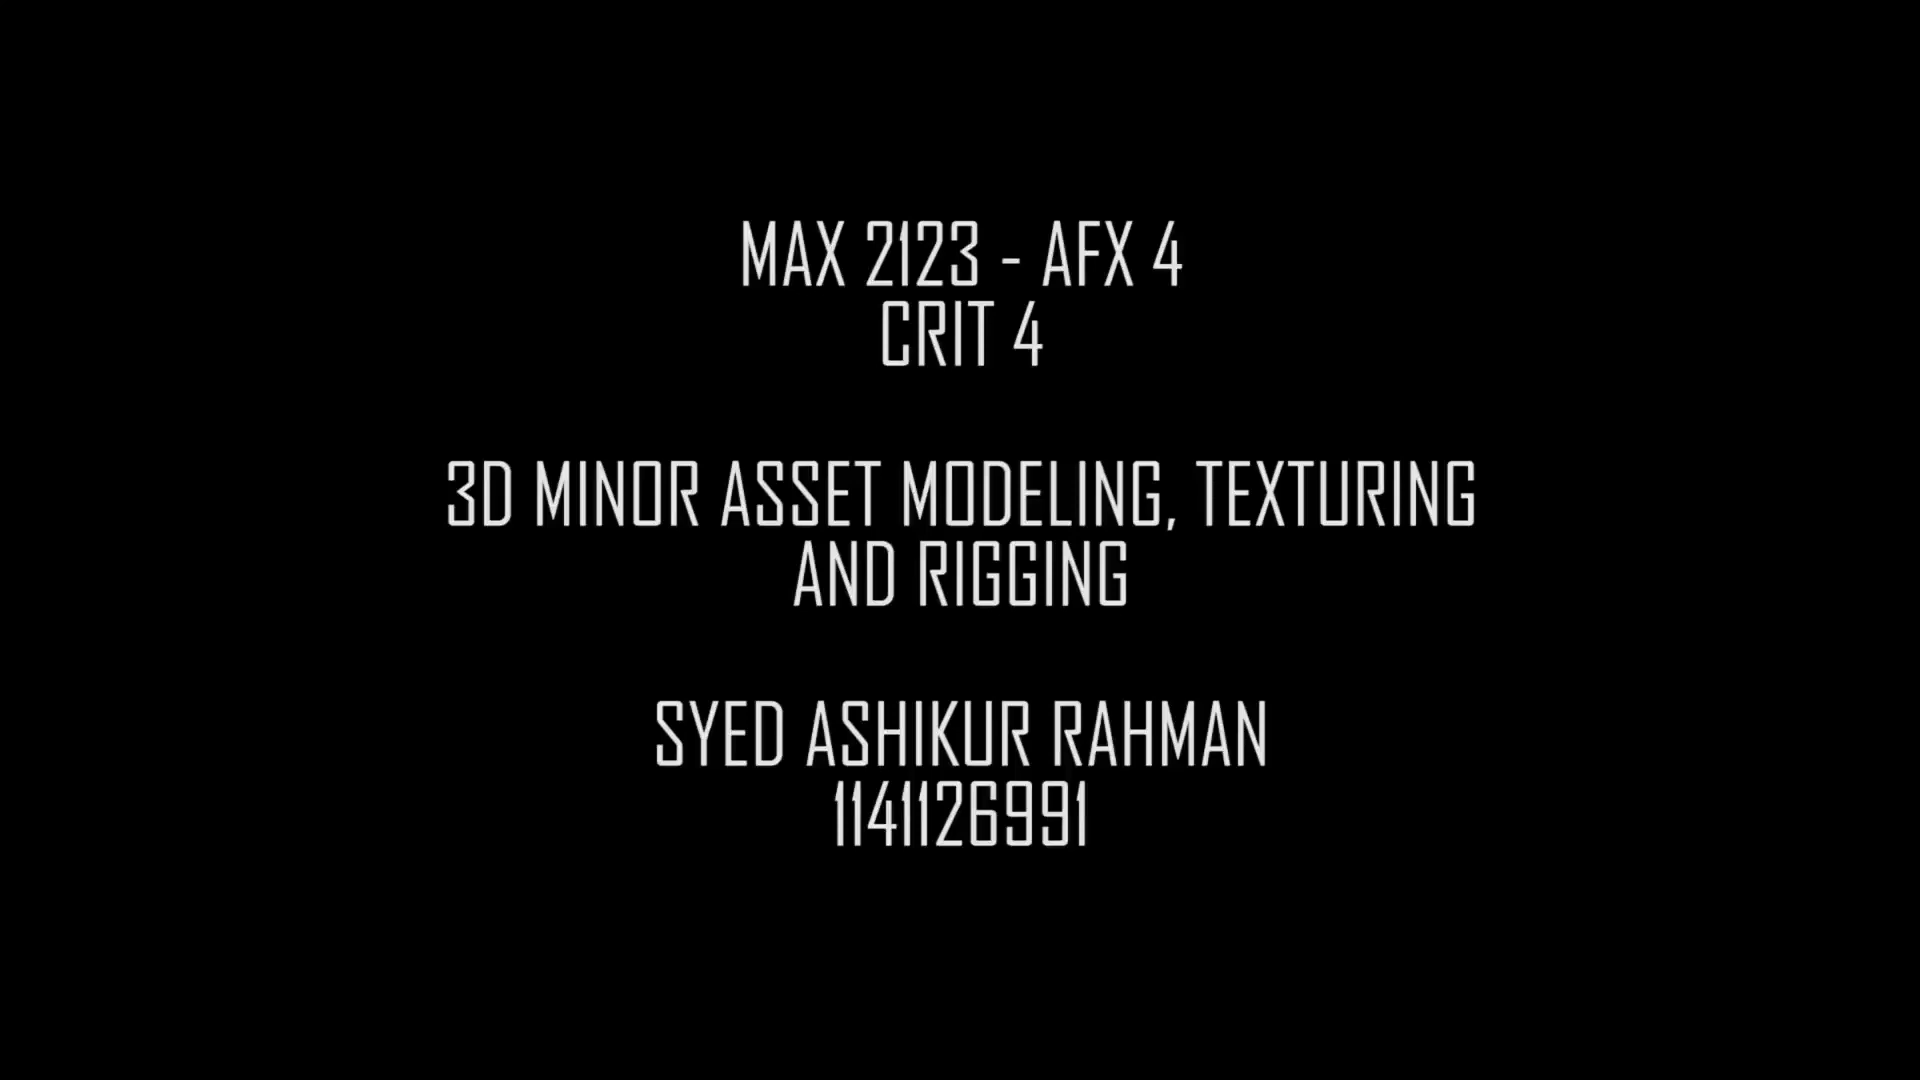 MAX 2123 - AFX 4
CRIT 4
3D MINOR ASSET MODELING, TEXTURING
AND RIGGING
SYED ASHIKUR RAHMAN
1141126991